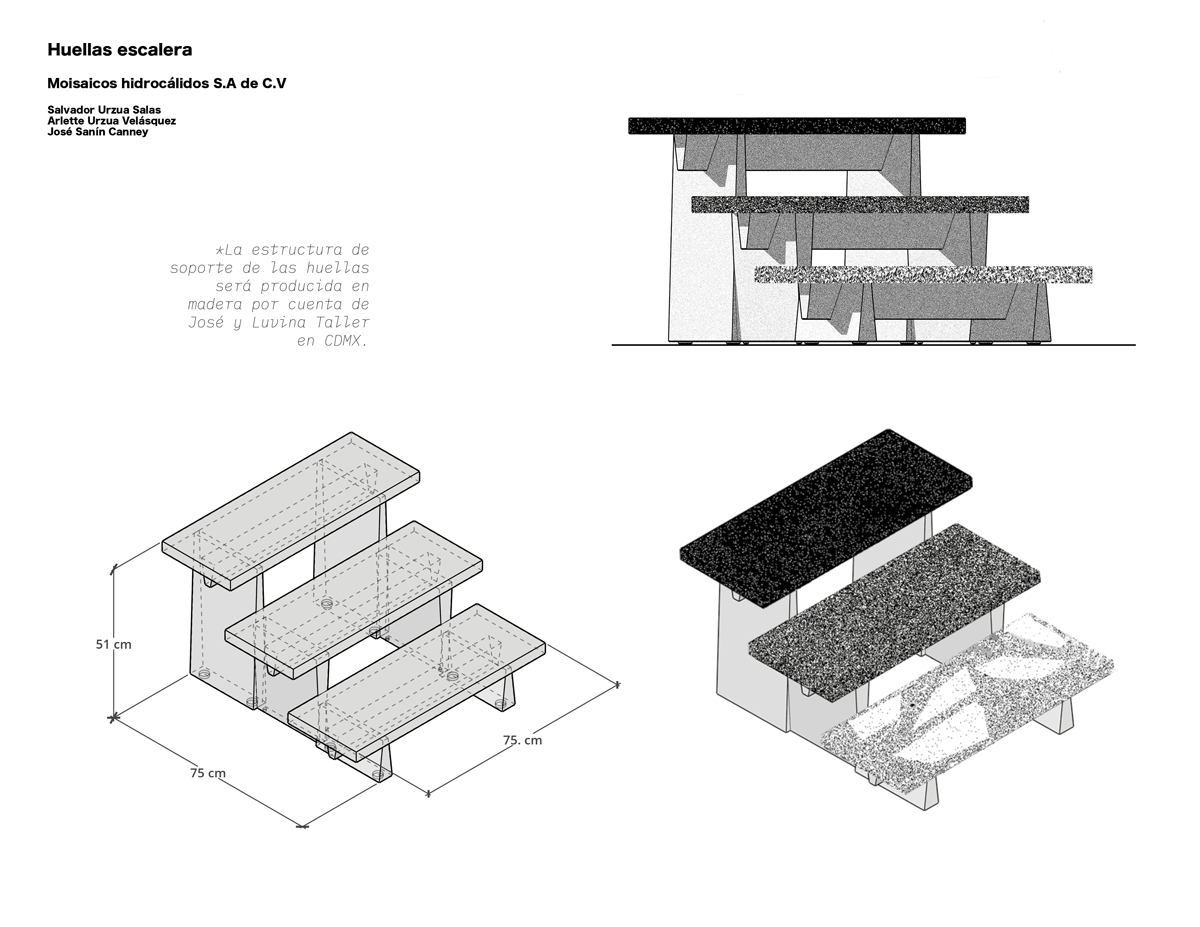 Huellas escalera
Moisaicos hidrocálidos S.A de C.V
Salvador Urzua Salas
Arlette Urzua Velásquez
José Sanín Canney
*La estructura de
soporte de las huellas
será producida en
madera por cuenta de
José y Luvina Taller
en CDMX.
51 cm
75 cm
75. cm